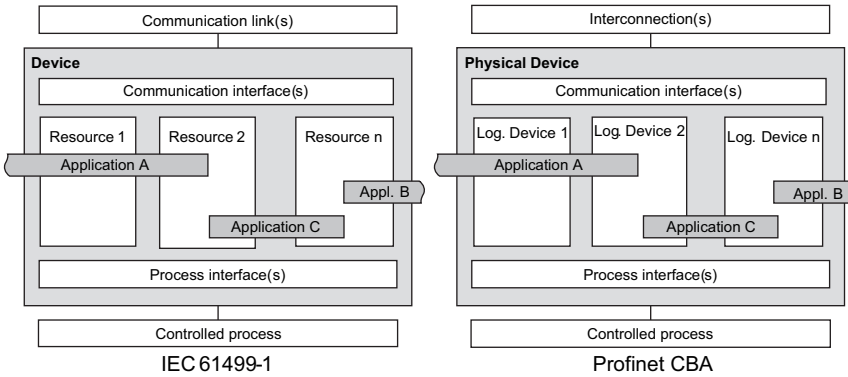 Communication link(s)
Device
Communication interface(s)
Resource 1
Resource 2
Resource n
Application A
Appl. B
Application C
Process interface(s)
Controlled process
IEC 61499-1
Interconnection(s)
Physical Device
Communication interface(s)
Log. Device 1
Log. Device 2
Log. Device n
Application A
Appl. B
Application C
Process interface(s)
Controlled process
Profinet CBA